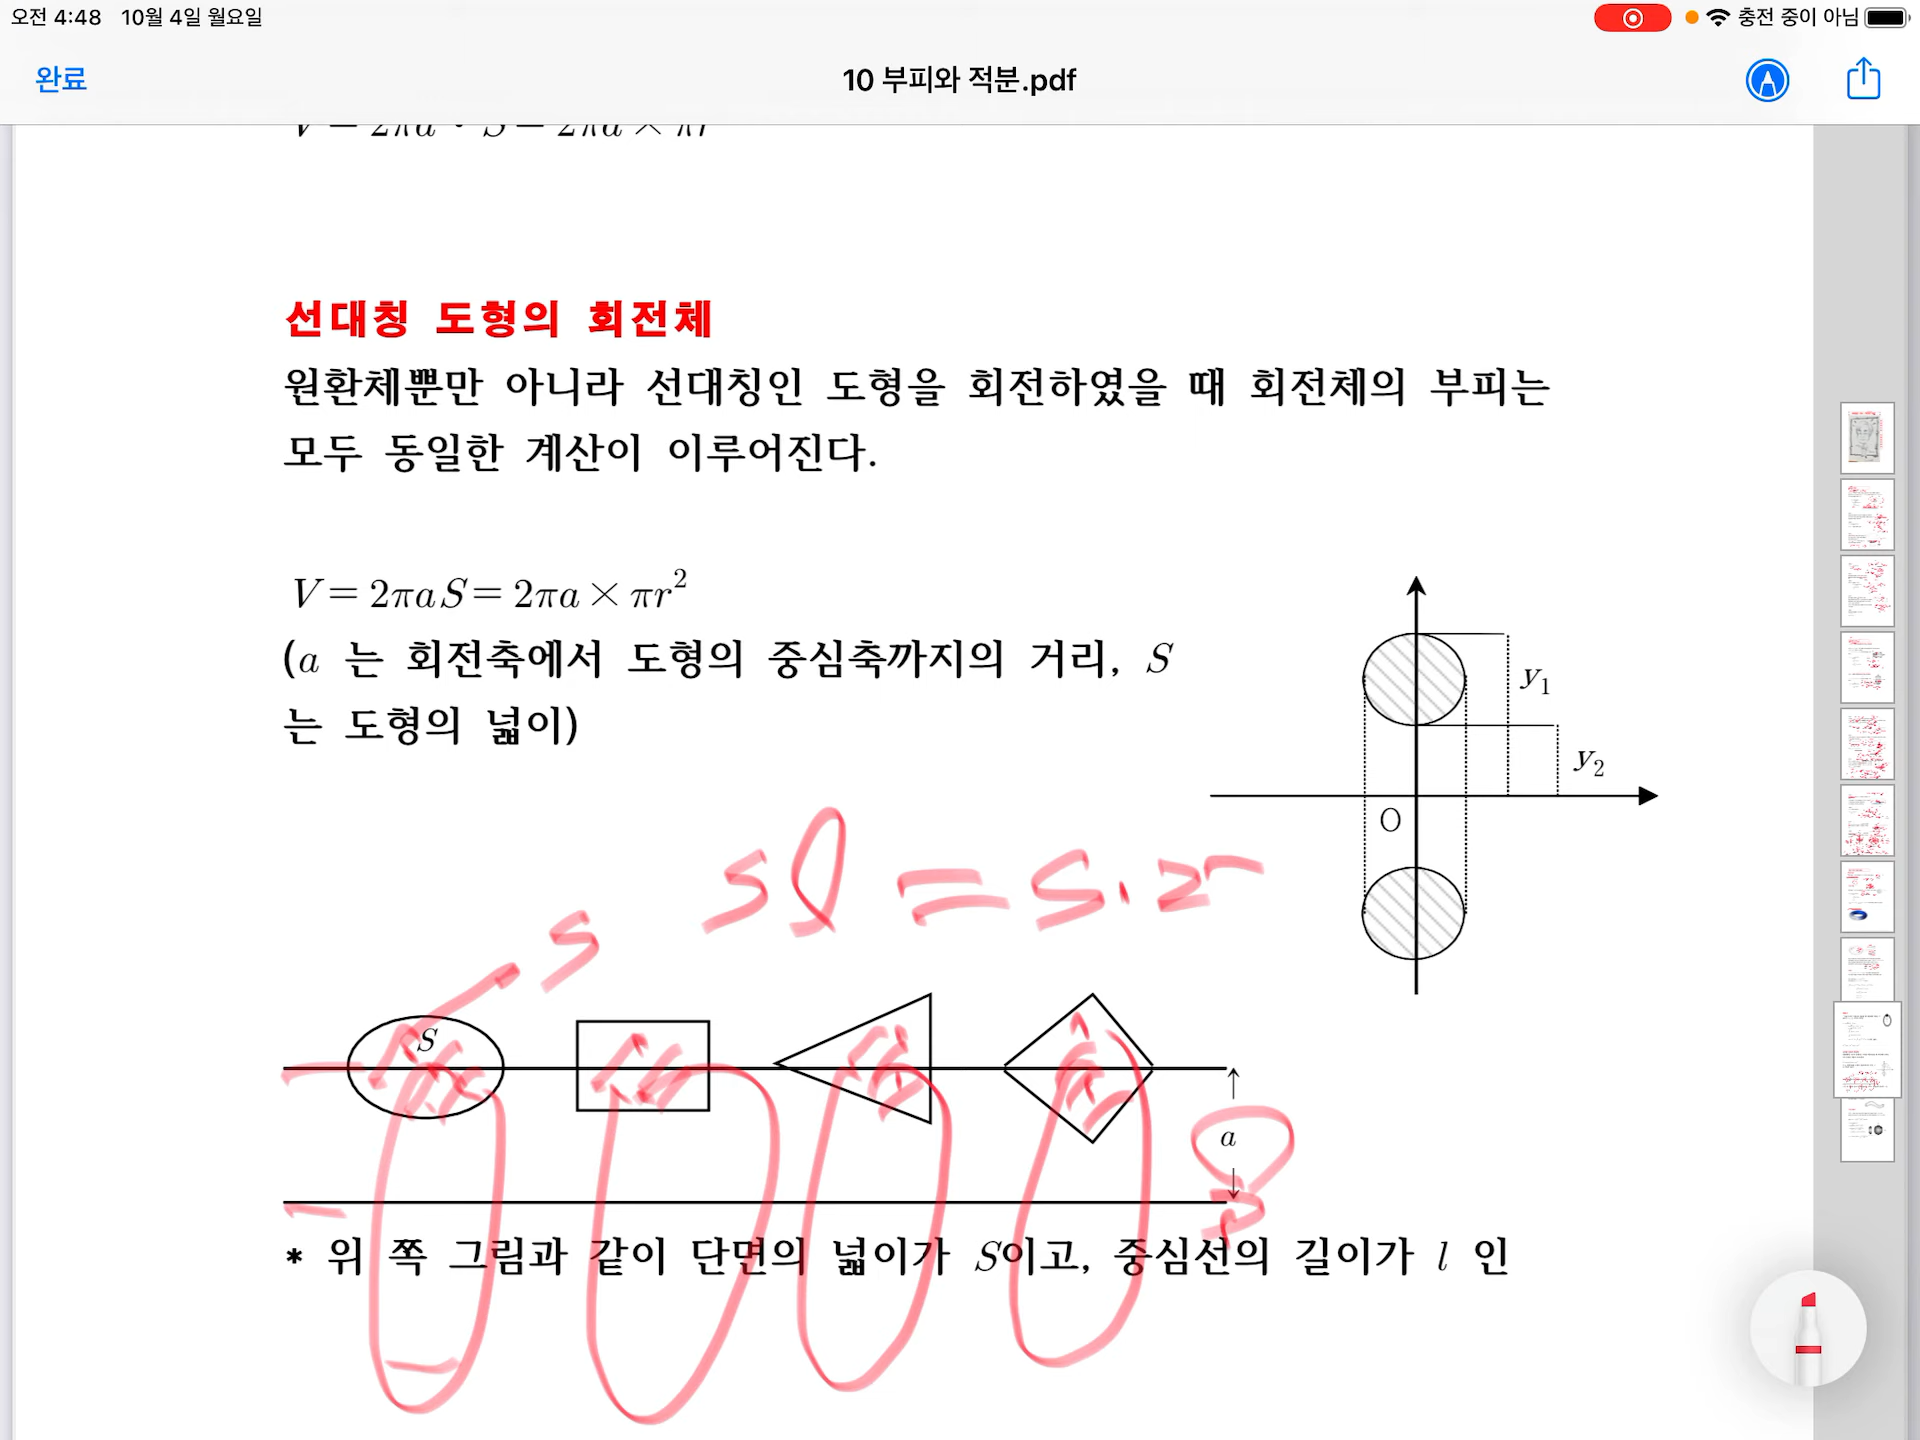 오전 4:48 10월 4일 월요일
충전 중이 아님
완료
10 부피와 적분.pdf
선대칭 도형의 회전체
원환체뿐만 아니라 선대칭인 도형을 회전하였을 때 회전체의 부피는
모두 동일한 계산이 이루어진다.
V = 2πaS = 2πa × πr²
(a 는 회전축에서 도형의 중심축까지의 거리, S
는 도형의 넓이)
y₁
y₂
O
sl = s · 2
s
S
a
* 위 쪽 그림과 같이 단면의 넓이가 S이고, 중심선의 길이가 l 인